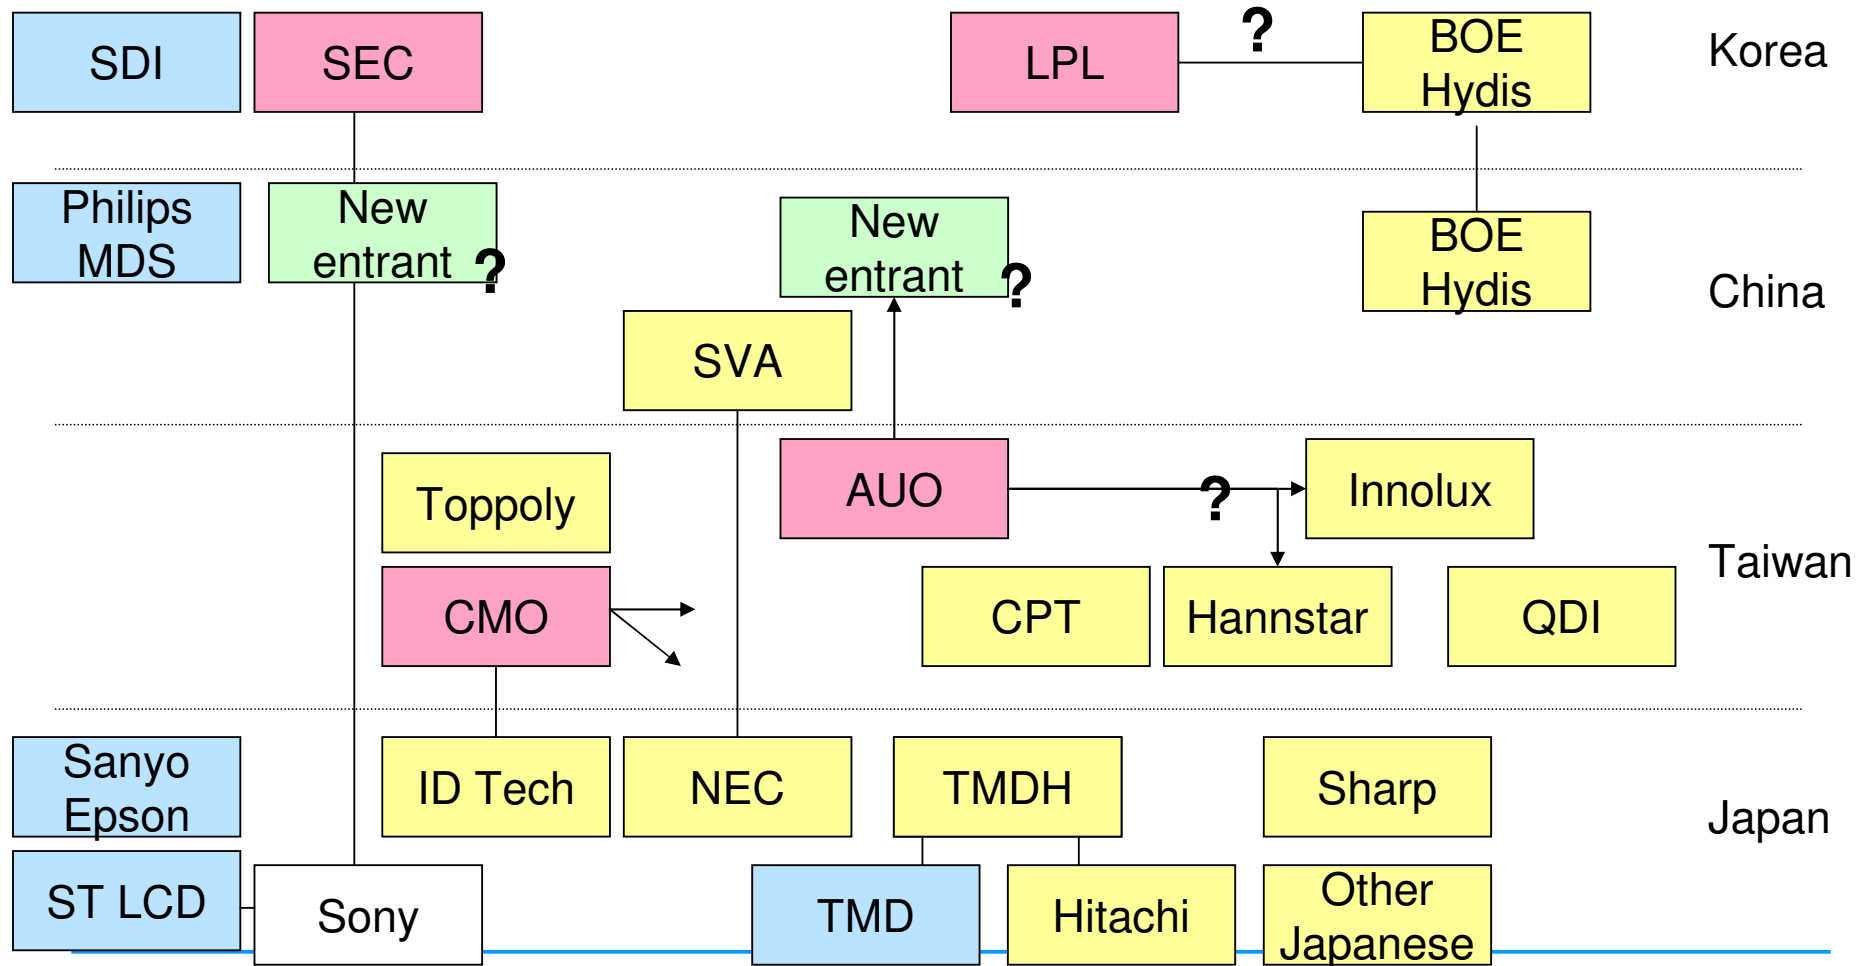 SDI
SEC
LPL
?
BOE
Hydis
Korea
Philips
MDS
New
entrant
?
New
entrant
?
BOE
Hydis
China
SVA
Toppoly
AUO
?
Innolux
Taiwan
CMO
CPT
Hannstar
QDI
Sanyo
Epson
ID Tech
NEC
TMDH
Sharp
Japan
ST LCD
Sony
TMD
Hitachi
Other
Japanese